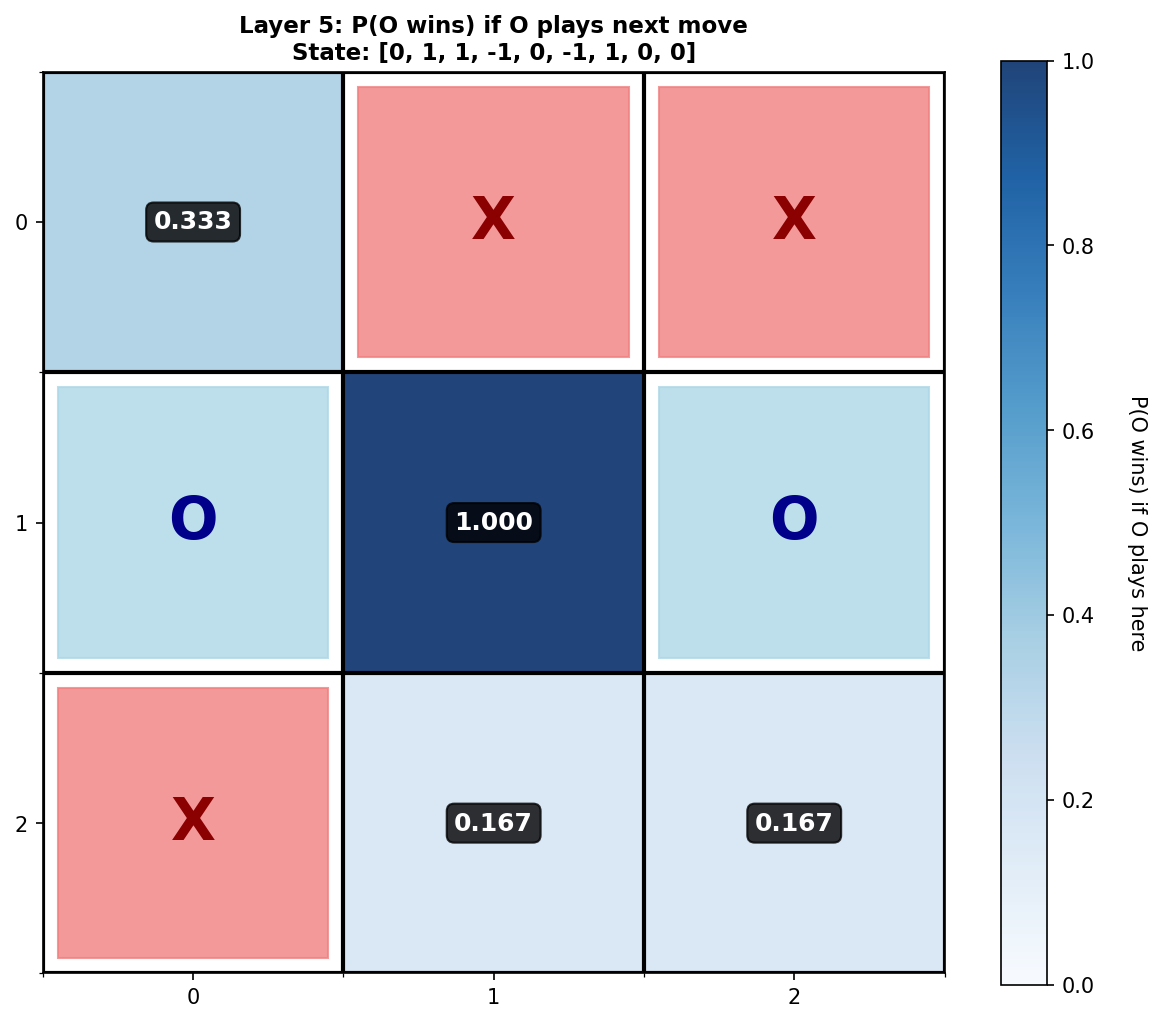 Layer 5: P(O wins) if O plays next move
State: [0, 1, 1, -1, 0, -1, 1, 0, 0]
0
0.333
X
X
1
O
1.000
O
2
X
0.167
0.167
0
1
2
1.0
0.8
0.6
0.4
0.2
0.0
P(O wins) if O plays here